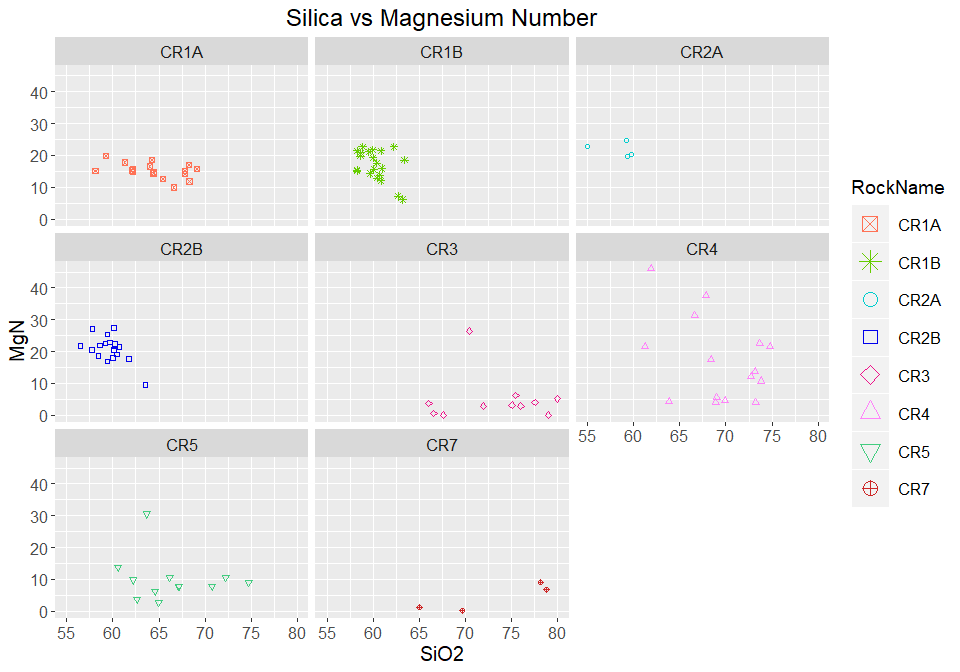 Silica vs Magnesium Number
CR1A CR1B CR2A
40
30
20
10
0
CR2B CR3 CR4
40
30
20
10
0
55 60 65 70 75 80
CR5 CR7
40
30
20
10
0
55 60 65 70 75 80 55 60 65 70 75 80
MgN
SiO2
RockName
CR1A
CR1B
CR2A
CR2B
CR3
CR4
CR5
CR7